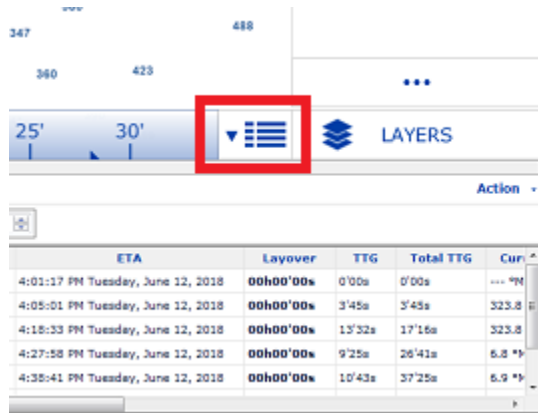 347
488
360
423
•••
25' 30' LAYERS
Action
ETA Layover TTG Total TTG
4:01:17 PM Tuesday, June 12, 2018 00h00'00s 0'00s 0'00s --- °M
4:05:01 PM Tuesday, June 12, 2018 00h00'00s 3'45s 3'45s 323.8
4:18:33 PM Tuesday, June 12, 2018 00h00'00s 13'32s 17'16s 323.8
4:27:58 PM Tuesday, June 12, 2018 00h00'00s 9'25s 26'41s 6.8 °M
4:38:41 PM Tuesday, June 12, 2018 00h00'00s 10'43s 37'25s 6.9 °M